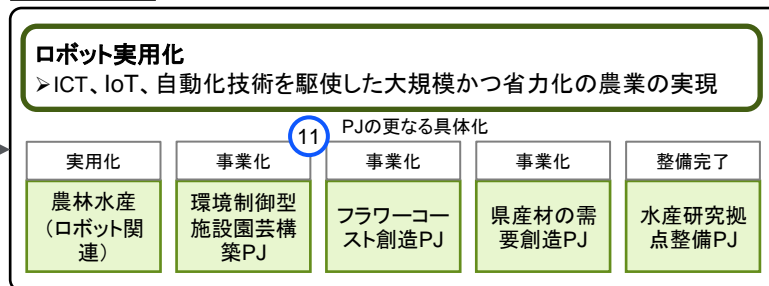 ロボット実用化
➢ICT、IoT、自動化技術を駆使した大規模かつ省力化の農業の実現
11
PJの更なる具体化
実用化
事業化
事業化
事業化
整備完了
農林水産
（ロボット関
連）
環境制御型
施設園芸構
築PJ
フラワーコー
スト創造PJ
県産材の需
要創造PJ
水産研究拠
点整備PJ